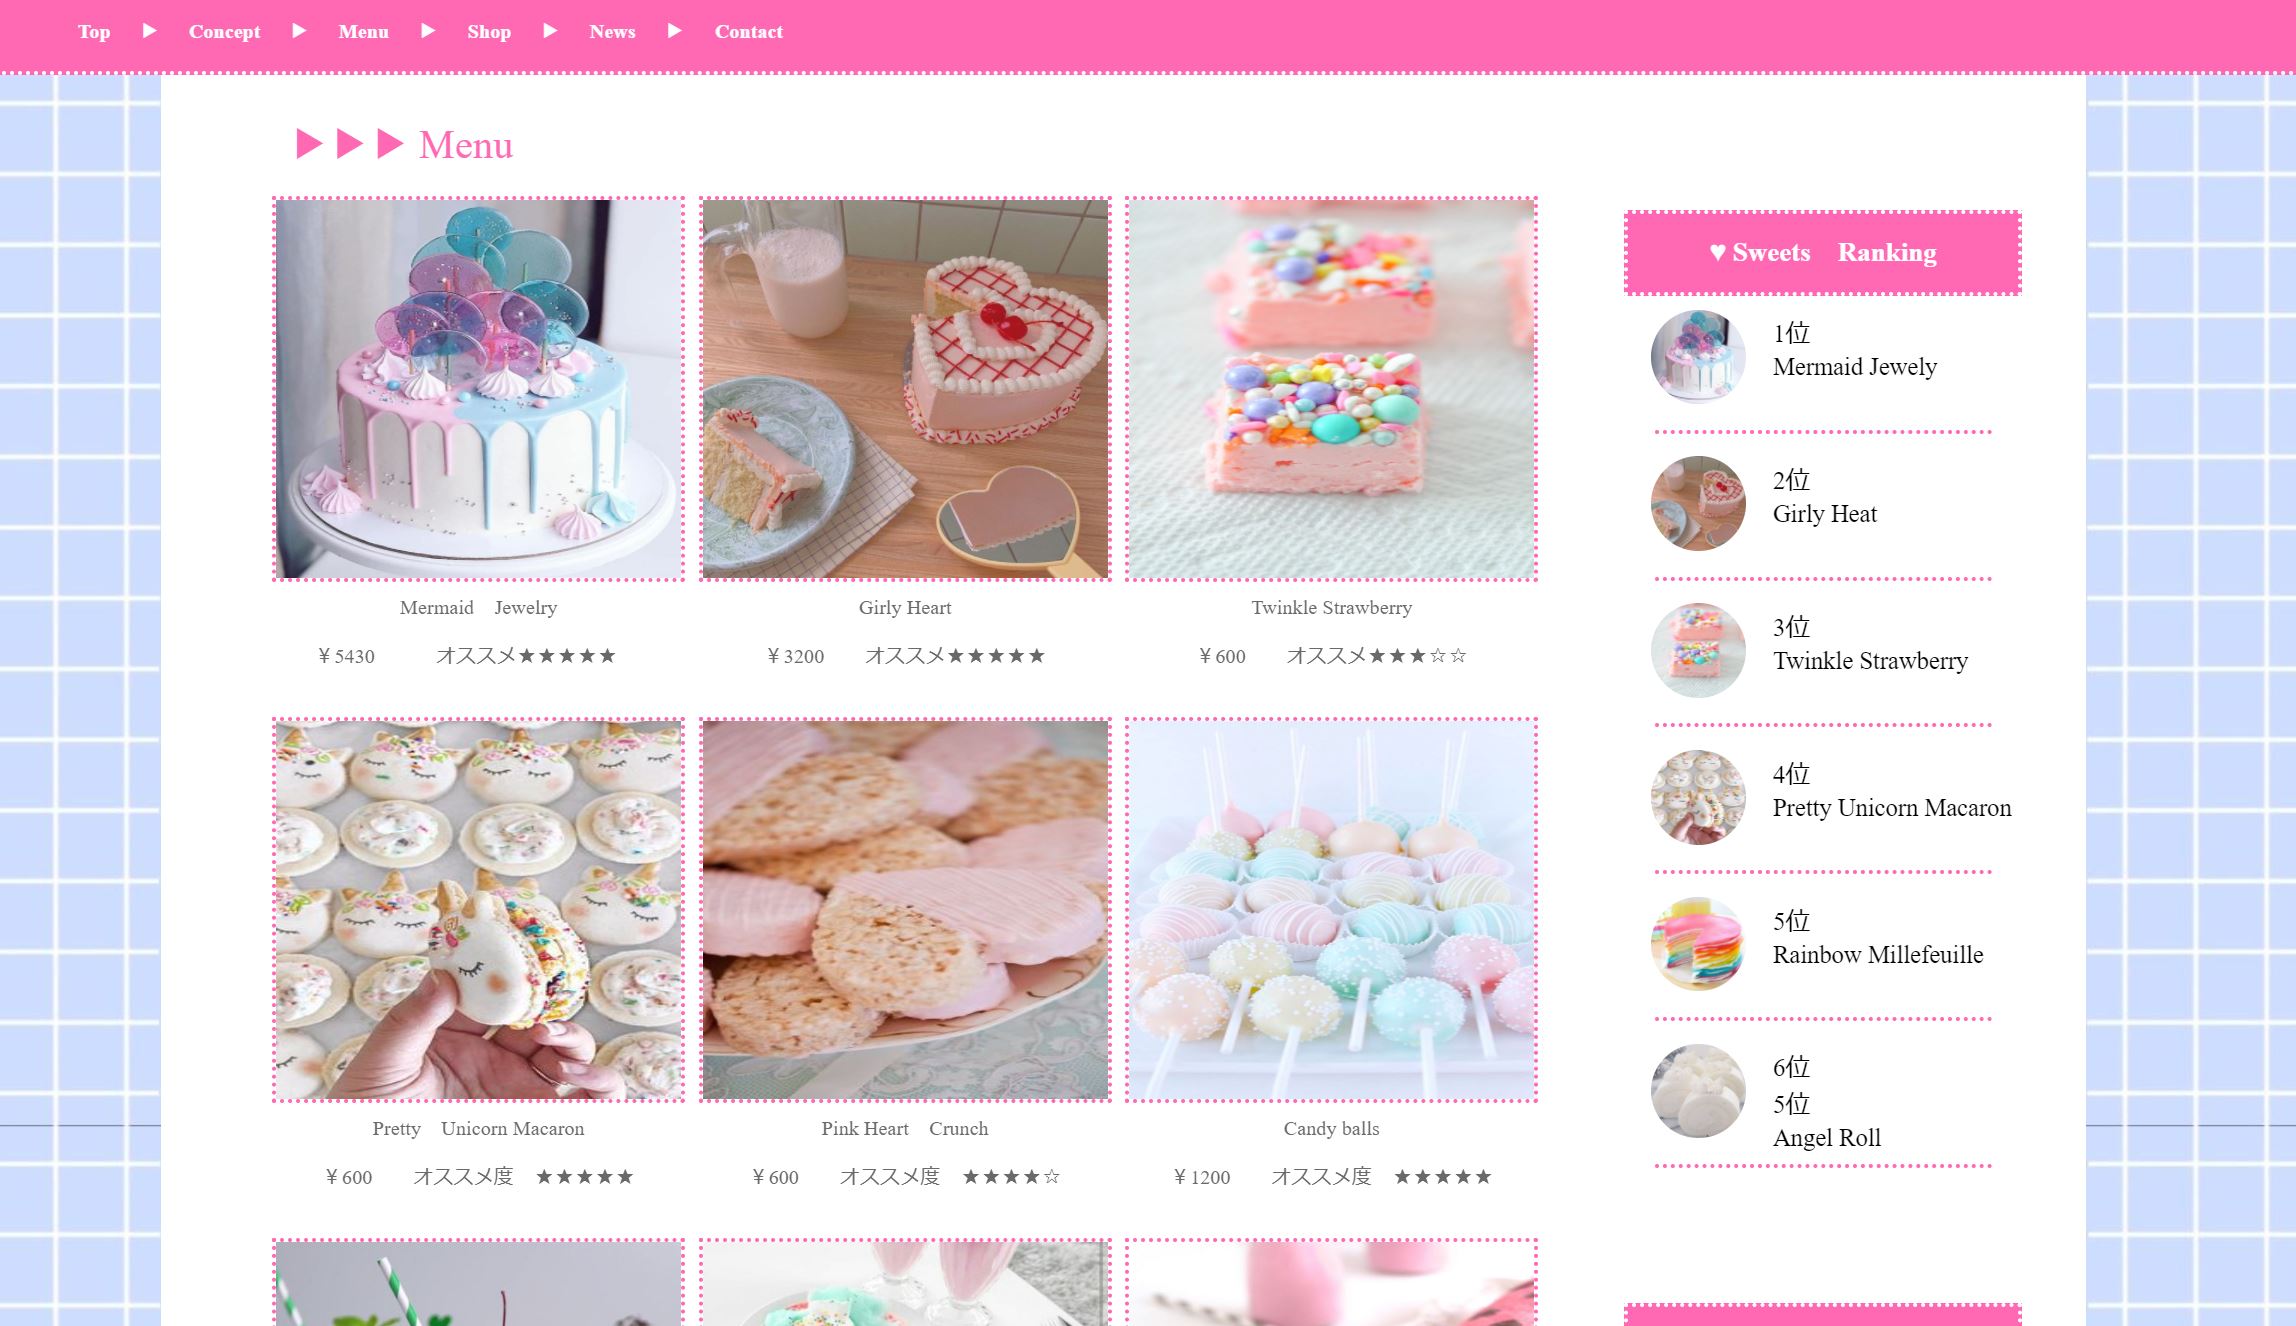 Top ▶ Concept ▶ Menu ▶ Shop ▶ News ▶ Contact
▶ ▶ ▶ Menu
Mermaid　Jewelry
￥5430　　　オススメ★★★★★
Girly Heart
￥3200　　オススメ★★★★★
Twinkle Strawberry
￥600　　オススメ★★★☆☆
Pretty　Unicorn Macaron
￥600　　オススメ度　★★★★★
Pink Heart　Crunch
￥600　　オススメ度　★★★★☆
Candy balls
￥1200　　オススメ度　★★★★★
♥ Sweets　Ranking
1位
Mermaid Jewely
2位
Girly Heat
3位
Twinkle Strawberry
4位
Pretty Unicorn Macaron
5位
Rainbow Millefeuille
6位
5位
Angel Roll